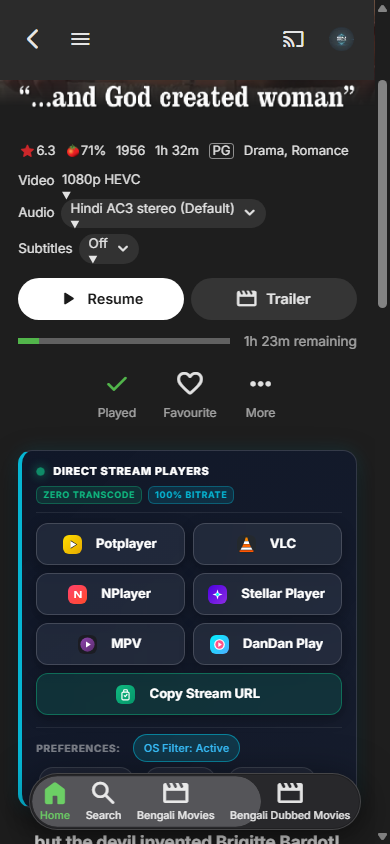 “...and God created woman”
6.3 71% 1956 1h 32m PG Drama, Romance
Video 1080p HEVC
Audio Hindi AC3 stereo (Default)
Subtitles Off
Resume Trailer
1h 23m remaining
Played Favourite More
DIRECT STREAM PLAYERS
ZERO TRANSCODE 100% BITRATE
Potplayer VLC
NPlayer Stellar Player
MPV DanDan Play
Copy Stream URL
PREFERENCES: OS Filter: Active
Home Search Bengali Movies Bengali Dubbed Movies
but the devil invented Brigitte Bardot!